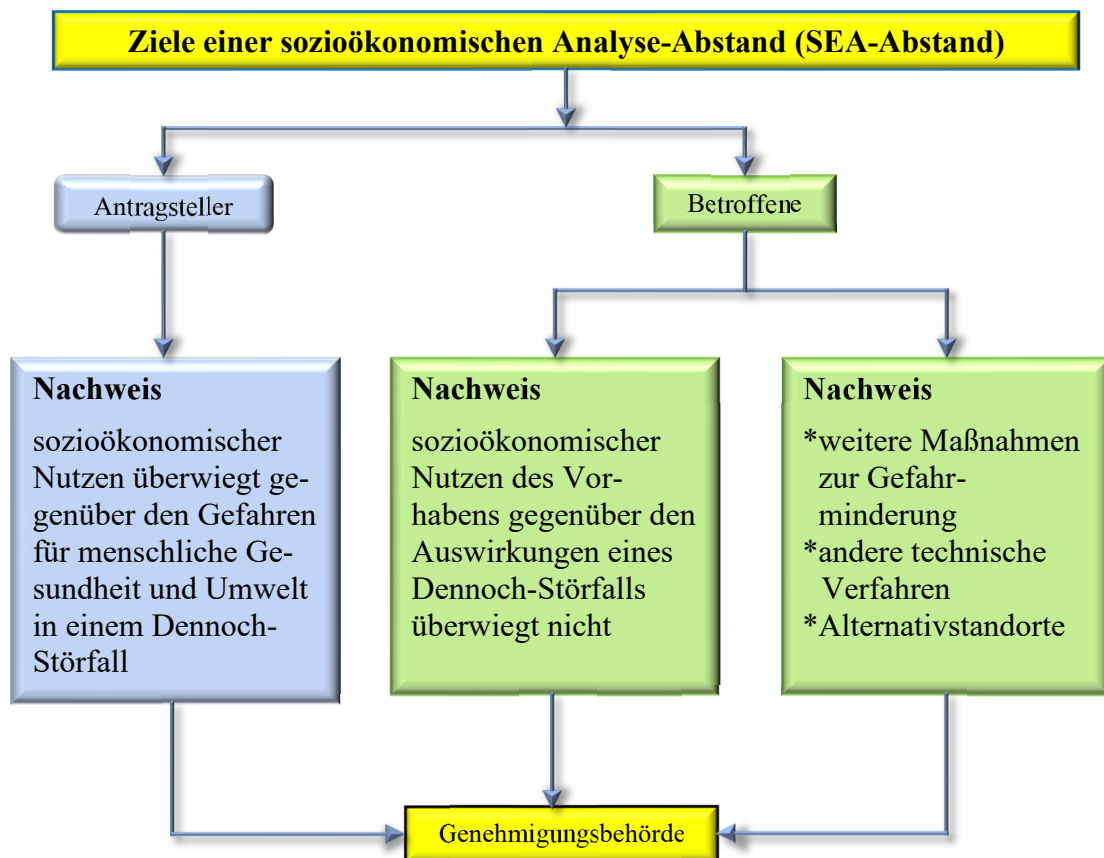 Ziele einer sozioökonomischen Analyse-Abstand (SEA-Abstand)
Antragsteller
Betroffene
Nachweis
sozioökonomischer
Nutzen überwiegt ge-
genüber den Gefahren
für menschliche Ge-
sundheit und Umwelt
in einem Dennoch-
Störfall
Nachweis
sozioökonomischer
Nutzen des Vor-
habens gegenüber den
Auswirkungen eines
Dennoch-Störfalls
überwiegt nicht
Nachweis
*weitere Maßnahmen
zur Gefahr-
minderung
*andere technische
Verfahren
*Alternativstandorte
Genehmigungsbehörde